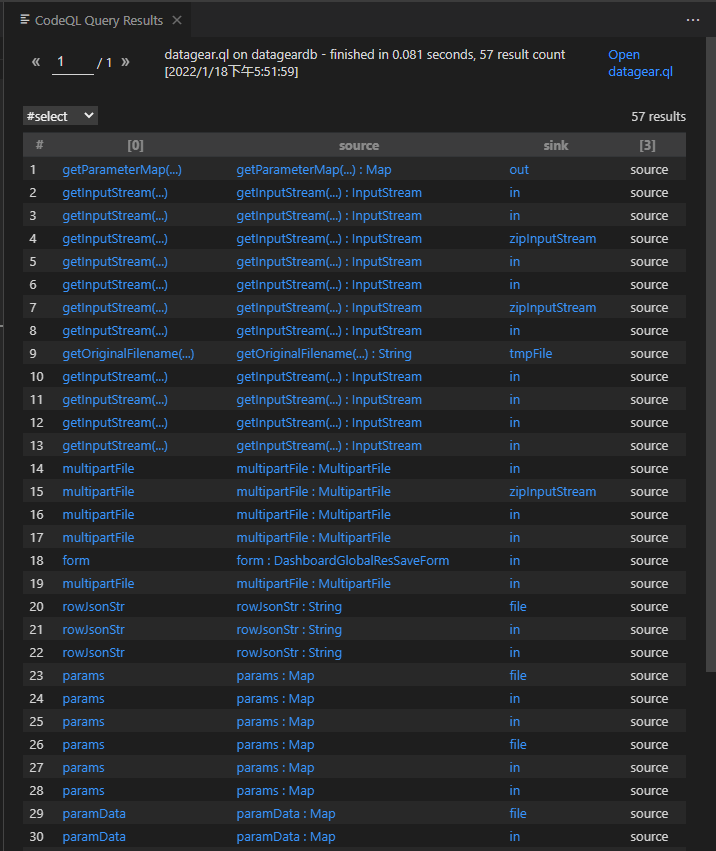 CodeQL Query Results
1 / 1
datagear.ql on datageardb - finished in 0.081 seconds, 57 result count
[2022/1/18下午5:51:59]
Open
datagear.ql
#select
57 results
# [0] source sink [3]
1 getParameterMap(...) getParameterMap(...) : Map out source
2 getInputStream(...) getInputStream(...) : InputStream in source
3 getInputStream(...) getInputStream(...) : InputStream in source
4 getInputStream(...) getInputStream(...) : InputStream zipInputStream source
5 getInputStream(...) getInputStream(...) : InputStream in source
6 getInputStream(...) getInputStream(...) : InputStream in source
7 getInputStream(...) getInputStream(...) : InputStream zipInputStream source
8 getInputStream(...) getInputStream(...) : InputStream in source
9 getOriginalFilename(...) getOriginalFilename(...) : String tmpFile source
10 getInputStream(...) getInputStream(...) : InputStream in source
11 getInputStream(...) getInputStream(...) : InputStream in source
12 getInputStream(...) getInputStream(...) : InputStream in source
13 getInputStream(...) getInputStream(...) : InputStream in source
14 multipartFile multipartFile : MultipartFile in source
15 multipartFile multipartFile : MultipartFile zipInputStream source
16 multipartFile multipartFile : MultipartFile in source
17 multipartFile multipartFile : MultipartFile in source
18 form form : DashboardGlobalResSaveForm in source
19 multipartFile multipartFile : MultipartFile in source
20 rowJsonStr rowJsonStr : String file source
21 rowJsonStr rowJsonStr : String in source
22 rowJsonStr rowJsonStr : String in source
23 params params : Map file source
24 params params : Map in source
25 params params : Map in source
26 params params : Map file source
27 params params : Map in source
28 params params : Map in source
29 paramData paramData : Map file source
30 paramData paramData : Map in source